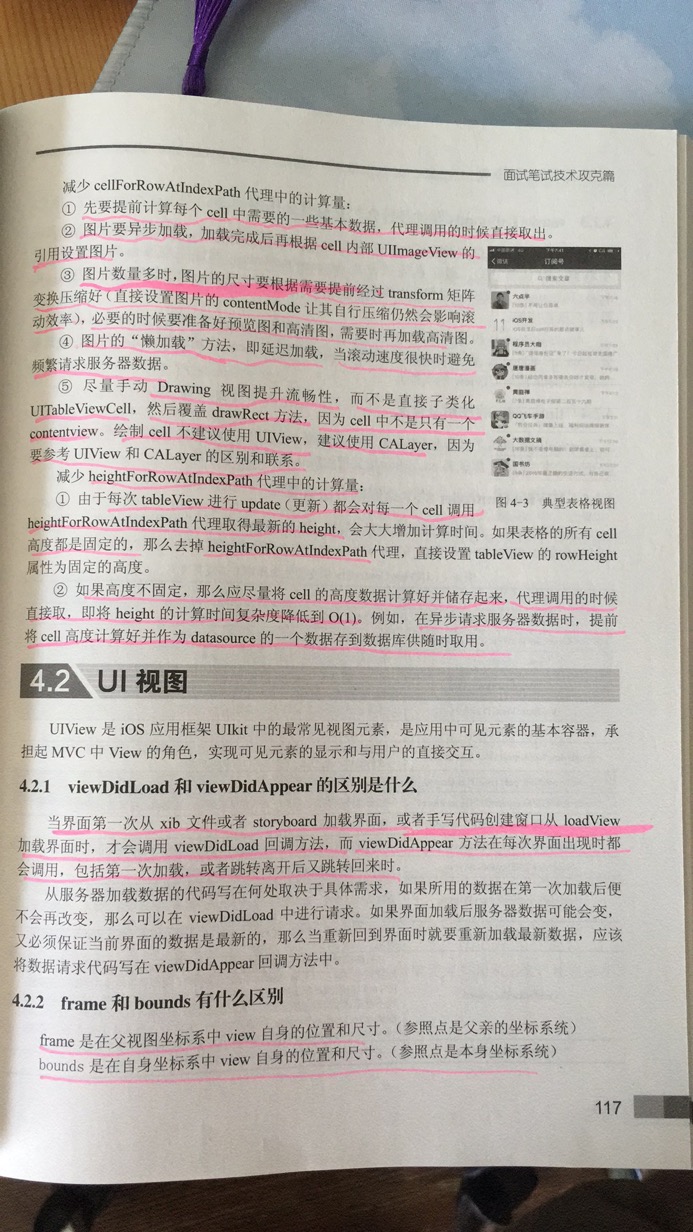 面试笔试技术攻克篇
减少 cellForRowAtIndexPath 代理中的计算量：
① 先要提前计算每个 cell 中需要的一些基本数据，代理调用的时候直接取出。
② 图片要异步加载，加载完成后再根据 cell 内部 UIImageView 的
引用设置图片。
③ 图片数量多时，图片的尺寸要根据需要提前经过 transform 矩阵
变换压缩好（直接设置图片的 contentMode 让其自行压缩仍然会影响滚
动效率），必要的时候要准备好预览图和高清图，需要时再加载高清图。
④ 图片的“懒加载”方法，即延迟加载，当滚动速度很快时避免
频繁请求服务器数据。
⑤ 尽量手动 Drawing 视图提升流畅性，而不是直接子类化
UITableViewCell，然后覆盖 drawRect 方法，因为 cell 中不是只有一个
contentview。绘制 cell 不建议使用 UIView，建议使用 CALayer，因为
要参考 UIView 和 CALayer 的区别和联系。
订阅号
六点半
iOS开发
程序员大咖
唐唐漫画
QQ飞车手游
大数据文摘
图书坊
图 4-3 典型表格视图
减少 heightForRowAtIndexPath 代理中的计算量：
① 由于每次 tableView 进行 update（更新）都会对每一个 cell 调用
heightForRowAtIndexPath 代理取得最新的 height，会大大增加计算时间。如果表格的所有 cell
高度都是固定的，那么去掉 heightForRowAtIndexPath 代理，直接设置 tableView 的 rowHeight
属性为固定的高度。
② 如果高度不固定，那么应尽量将 cell 的高度数据计算好并储存起来，代理调用的时候
直接取，即将 height 的计算时间复杂度降低到 O(1)。例如，在异步请求服务器数据时，提前
将 cell 高度计算好并作为 datasource 的一个数据存到数据库供随时取用。
4.2 UI 视图
UIView 是 iOS 应用框架 UIkit 中的最常见视图元素，是应用中可见元素的基本容器，承
担起 MVC 中 View 的角色，实现可见元素的显示和与用户的直接交互。
4.2.1 viewDidLoad 和 viewDidAppear 的区别是什么
当界面第一次从 xib 文件或者 storyboard 加载界面，或者手写代码创建窗口从 loadView
加载界面时，才会调用 viewDidLoad 回调方法，而 viewDidAppear 方法在每次界面出现时都
会调用，包括第一次加载，或者跳转离开后又跳转回来时。
从服务器加载数据的代码写在何处取决于具体需求，如果所用的数据在第一次加载后便
不会再改变，那么可以在 viewDidLoad 中进行请求。如果界面加载后服务器数据可能会变，
又必须保证当前界面的数据是最新的，那么当重新回到界面时就要重新加载最新数据，应该
将数据请求代码写在 viewDidAppear 回调方法中。
4.2.2 frame 和 bounds 有什么区别
frame 是在父视图坐标系中 view 自身的位置和尺寸。（参照点是父亲的坐标系统）
bounds 是在自身坐标系中 view 自身的位置和尺寸。（参照点是本身坐标系统）
117